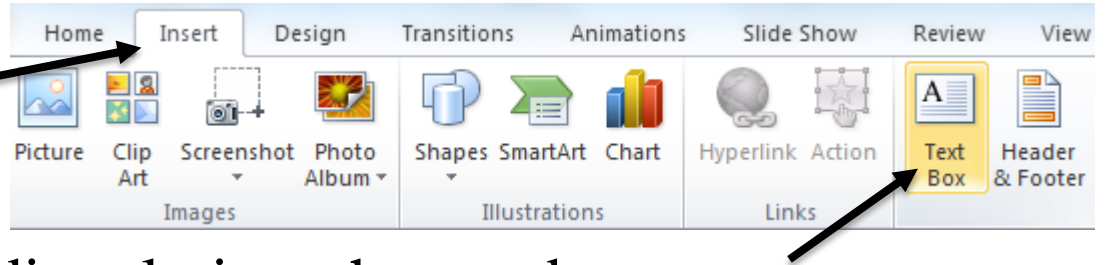 Home Insert Design Transitions Animations Slide Show Review View
Picture Clip Art Screenshot Photo Album Shapes SmartArt Chart Hyperlink Action Text Box Header & Footer
Images Illustrations Links